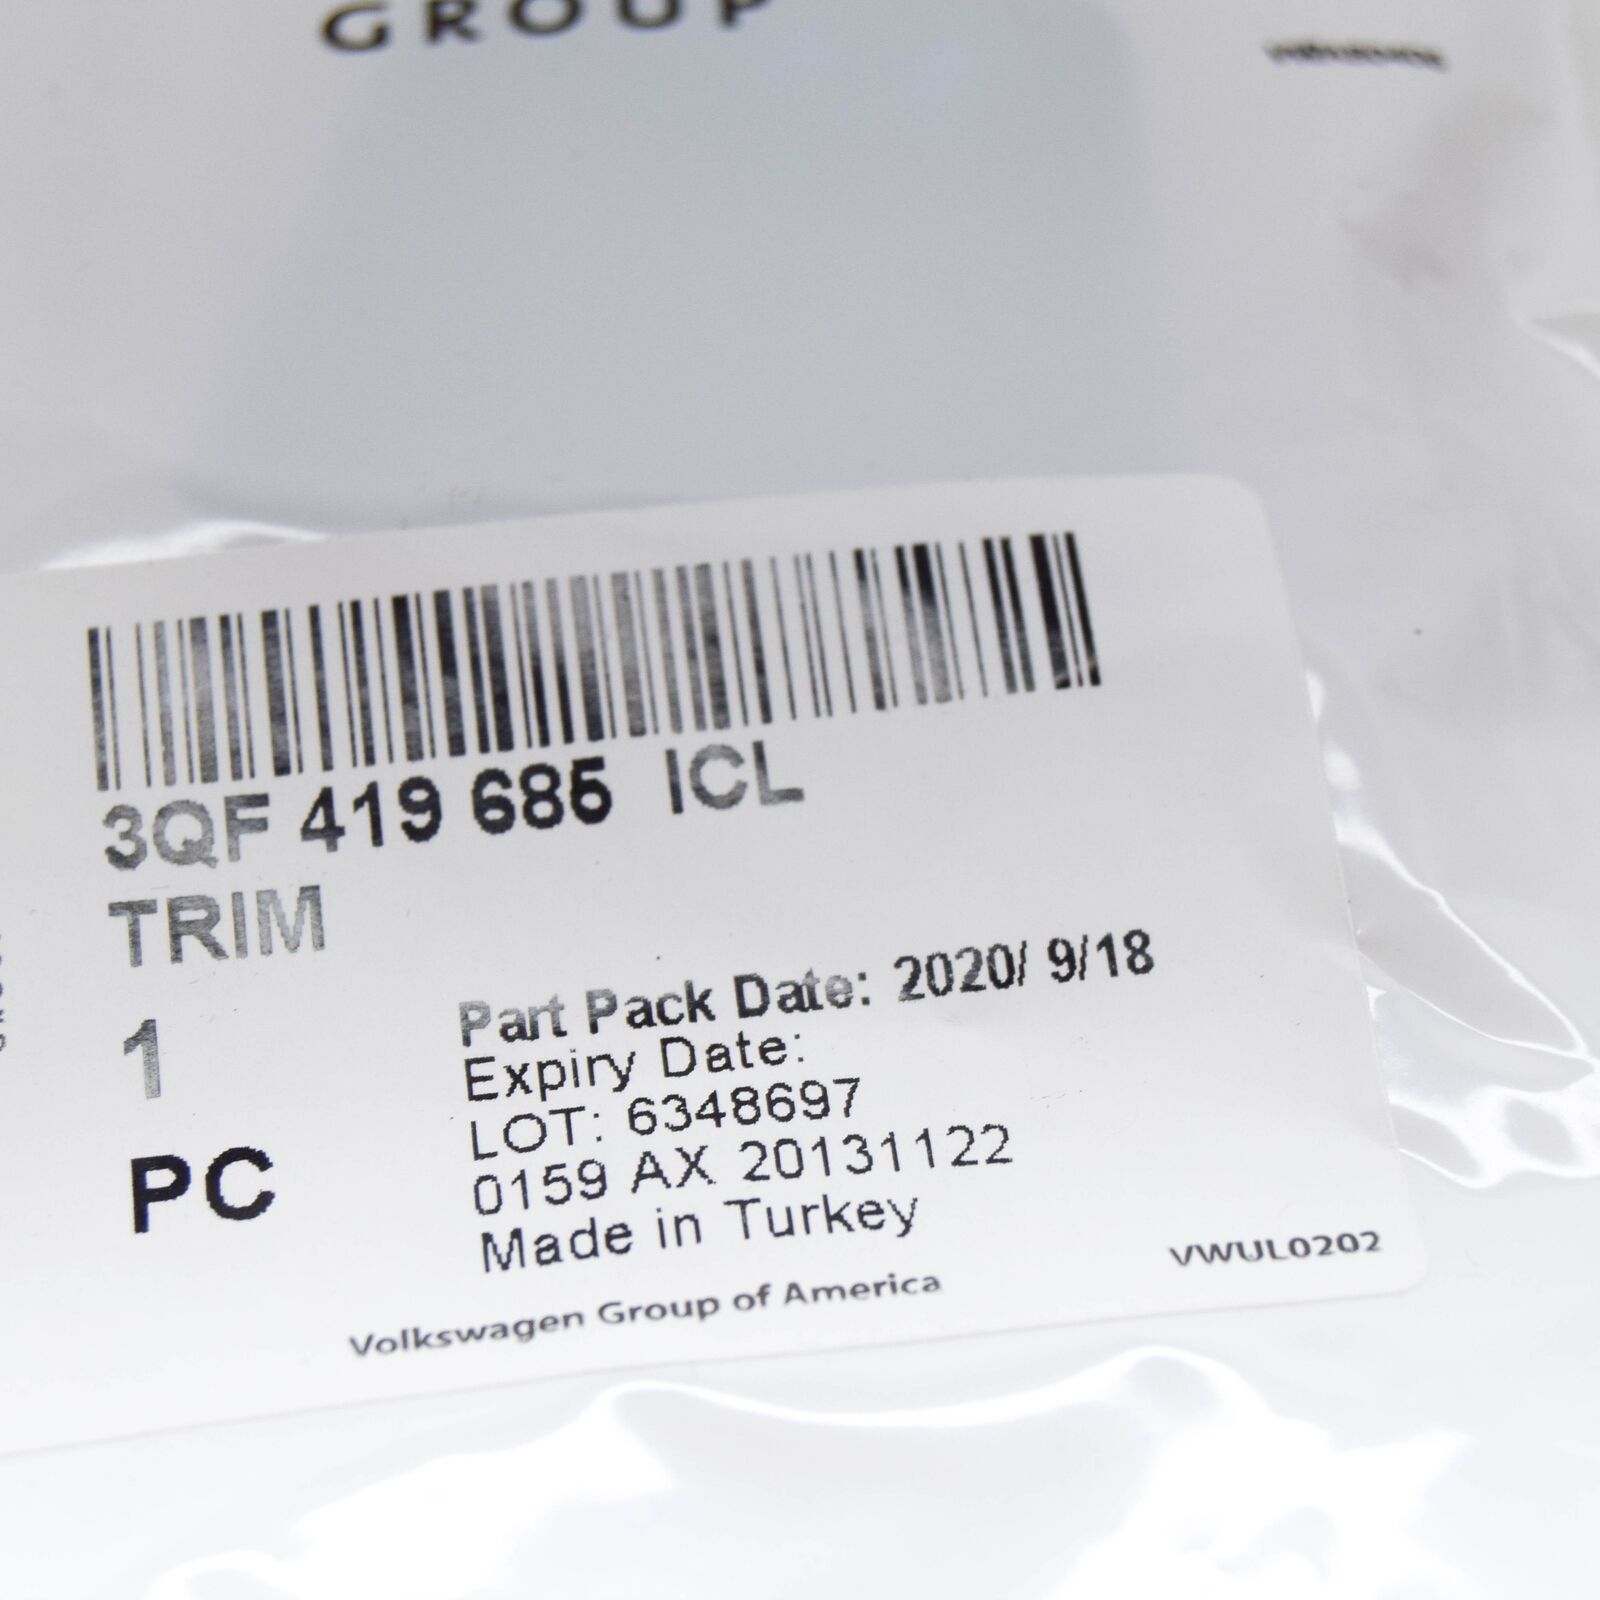 GROUP
3QF 419 685 ICL
TRIM
1
PC
Part Pack Date: 2020/ 9/18
Expiry Date:
LOT: 6348697
0159 AX 20131122
Made in Turkey
Volkswagen Group of America
VWUL0202